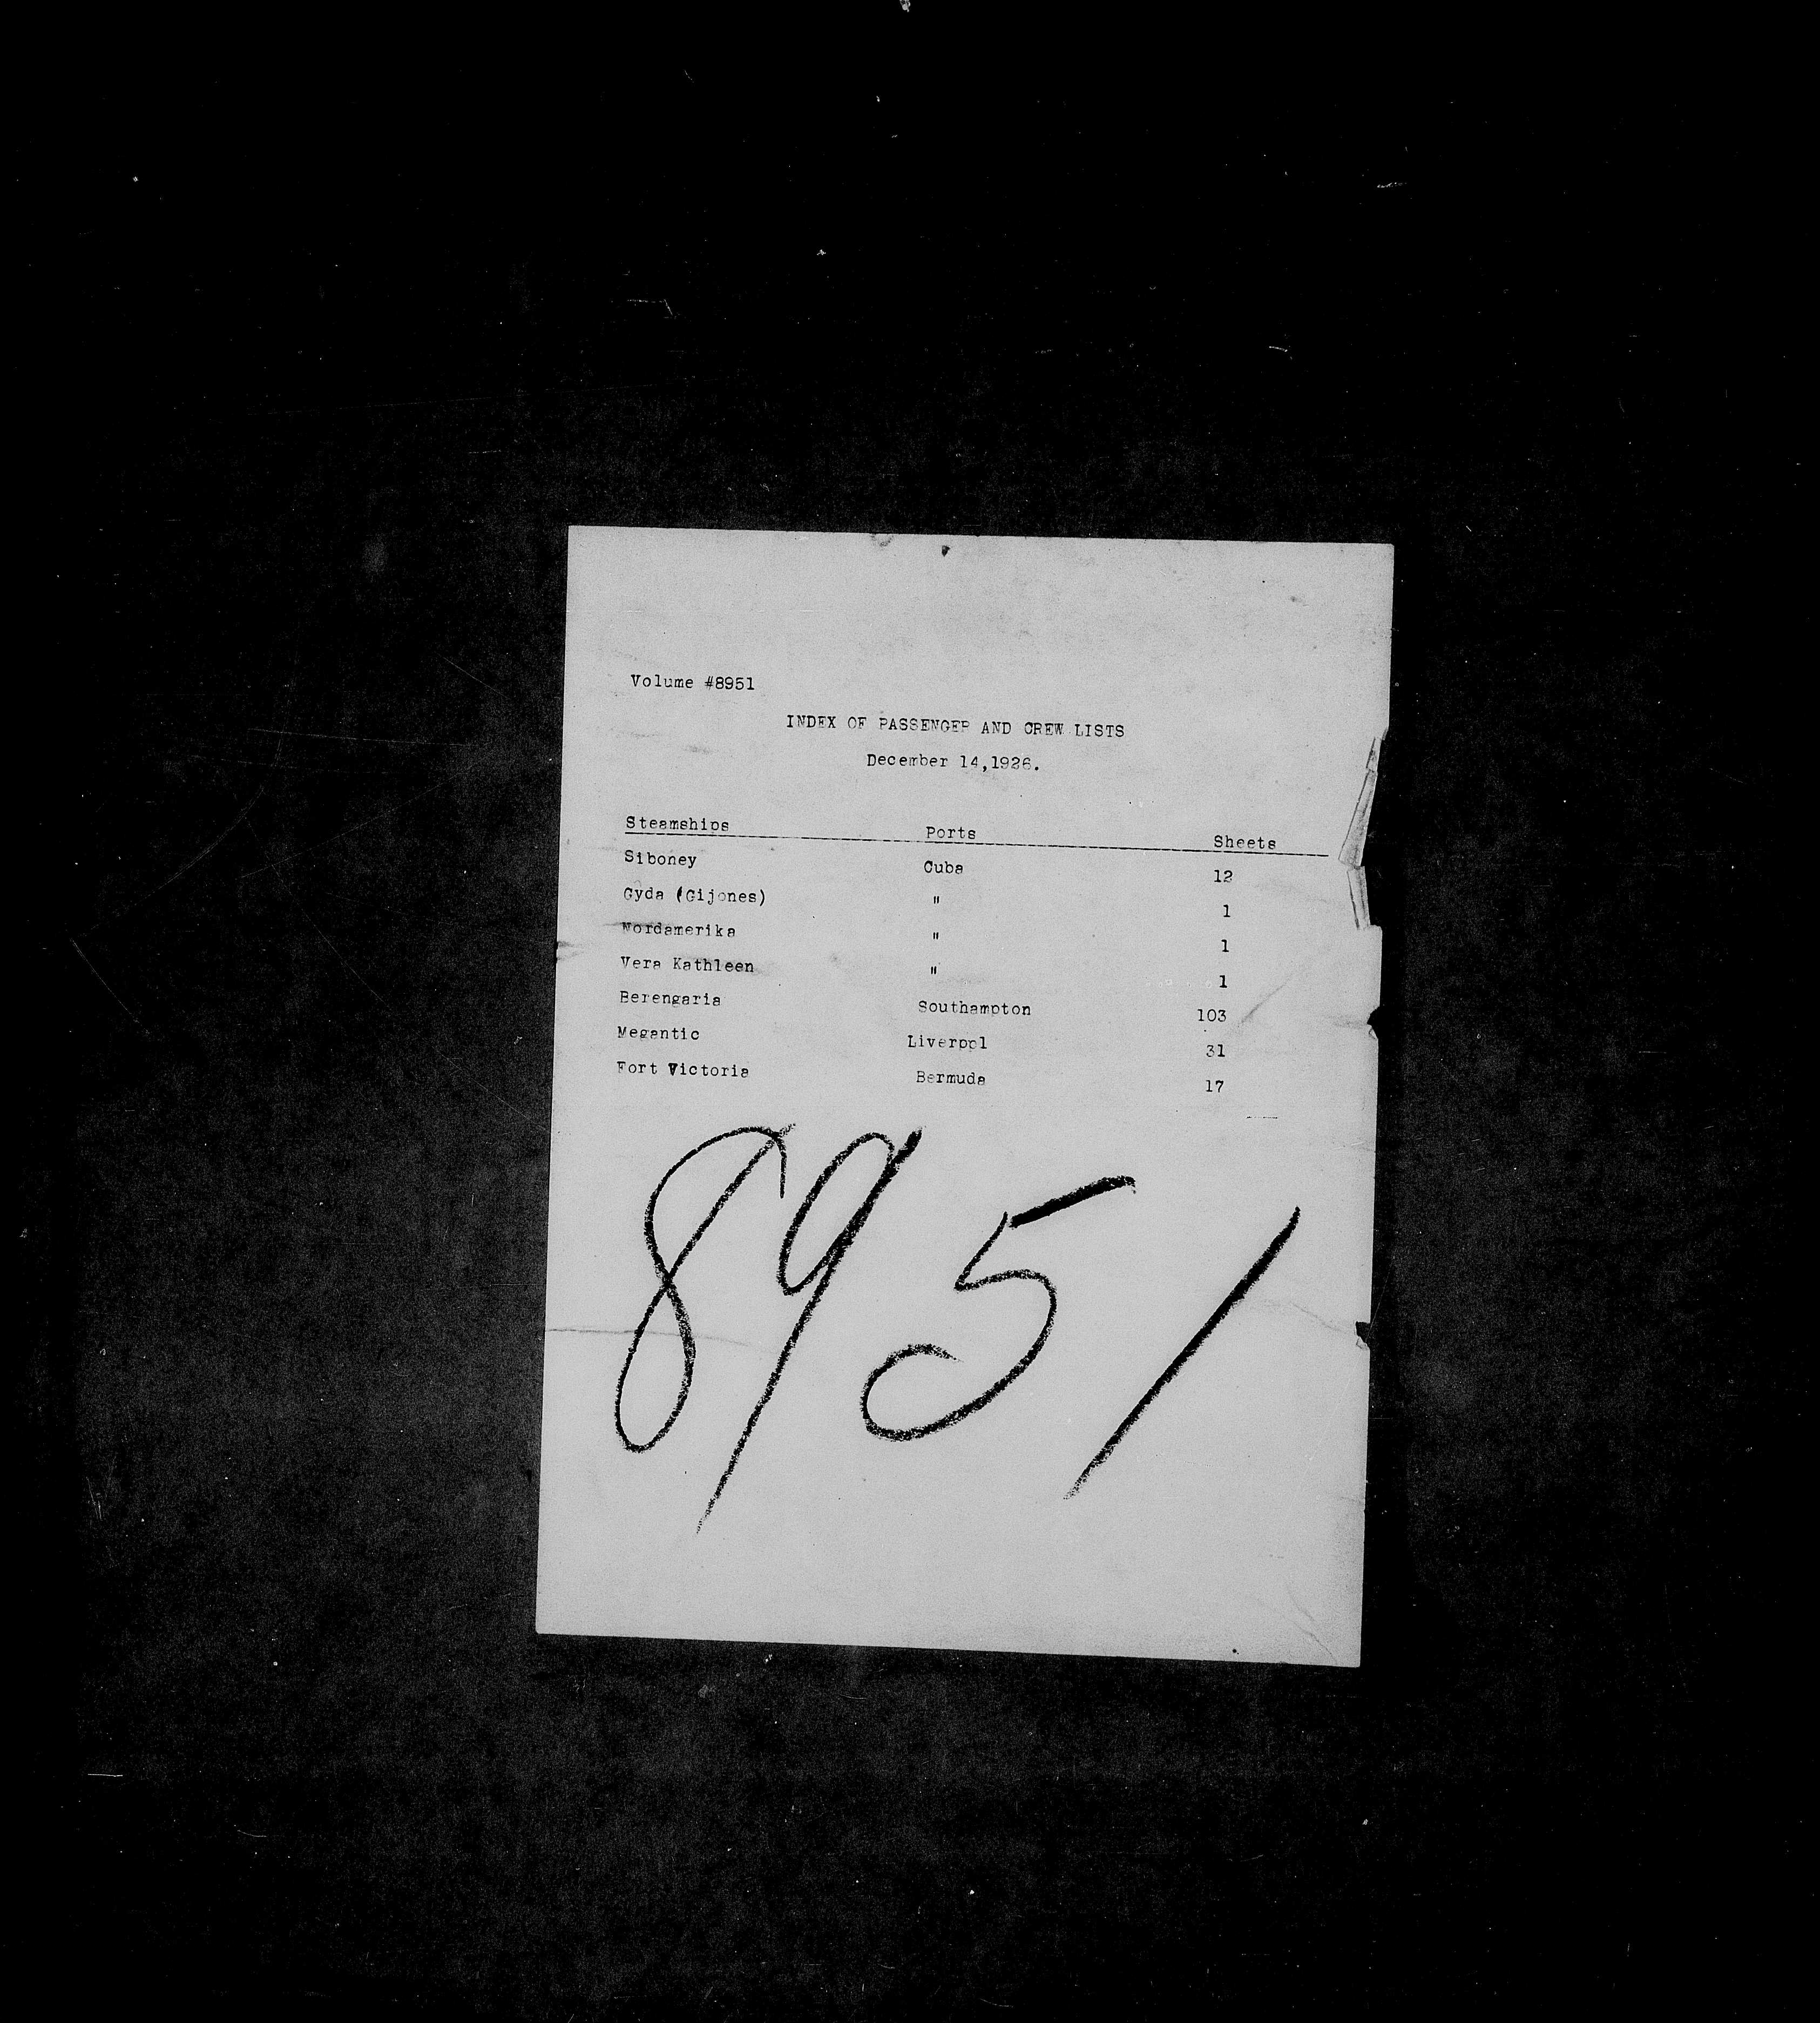 Volume #8951
INDEX OF PASSENGER AND CREW LISTS
December 14,1926.
Steamships Ports Sheets
Siboney Cuba 12
Gyda (Gijones) " 1
Nordamerika " 1
Vera Kathleen " 1
Berengaria Southampton 103
Megantic Liverppl 31
Fort Victoria Bermuda 17
8951